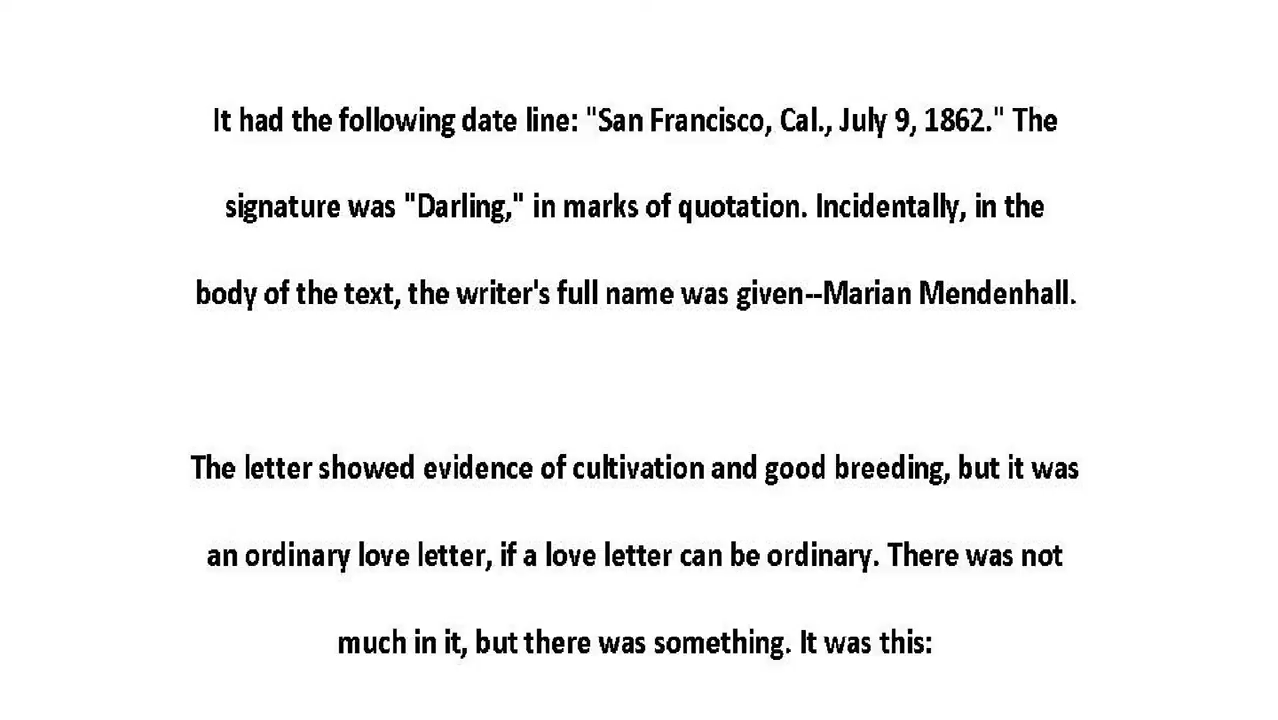 It had the following date line: "San Francisco, Cal., July 9, 1862." The
signature was "Darling," in marks of quotation. Incidentally, in the
body of the text, the writer's full name was given--Marian Mendenhall.
The letter showed evidence of cultivation and good breeding, but it was
an ordinary love letter, if a love letter can be ordinary. There was not
much in it, but there was something. It was this: